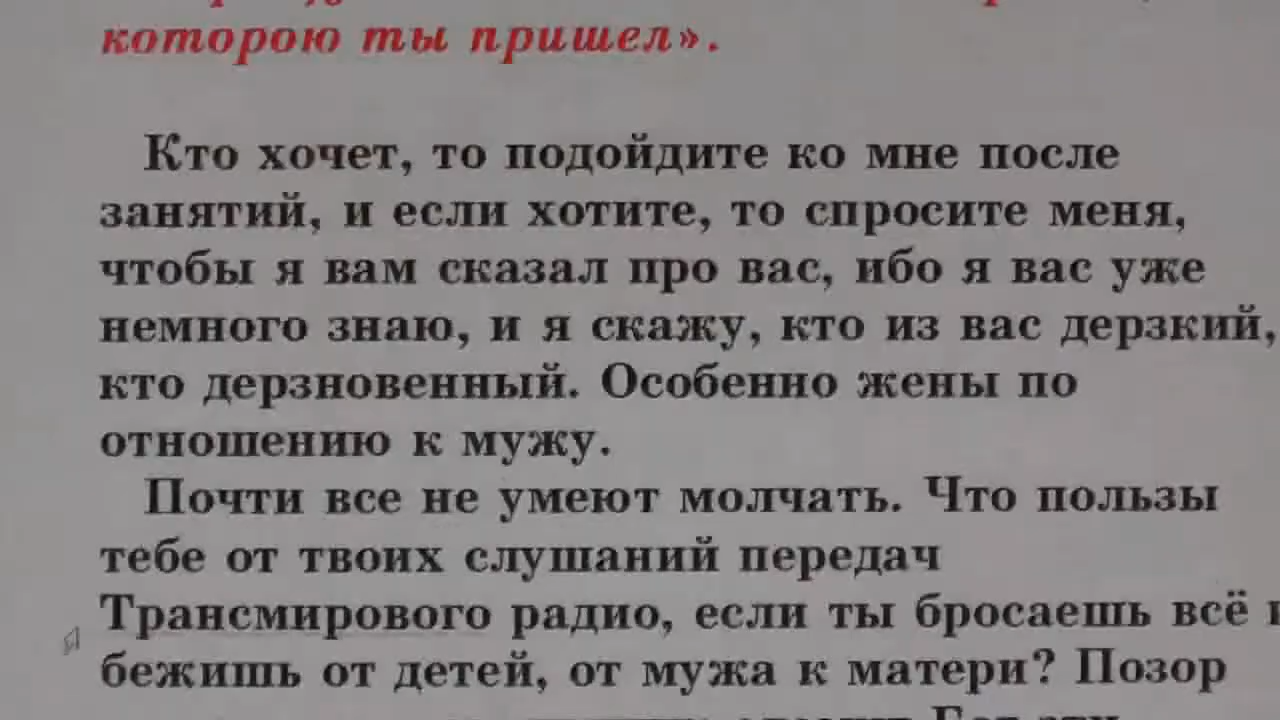 которою ты пришел».
Кто хочет, то подойдите ко мне после
занятий, и если хотите, то спросите меня,
чтобы я вам сказал про вас, ибо я вас уже
немного знаю, и я скажу, кто из вас дерзкий,
кто дерзновенный. Особенно жены по
отношению к мужу.
Почти все не умеют молчать. Что пользы
тебе от твоих слушаний передач
Трансмирового радио, если ты бросаешь всё
бежишь от детей, от мужа к матери? Позор